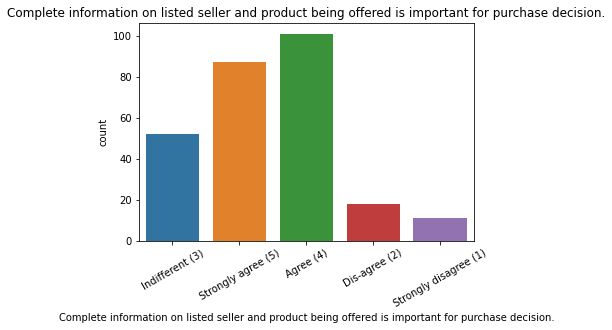 Complete information on listed seller and product being offered is important for purchase decision.
100
80
60
40
20
0
count
Indifferent (3)
Strongly agree (5)
Agree (4)
Dis-agree (2)
Strongly disagree (1)
Complete information on listed seller and product being offered is important for purchase decision.